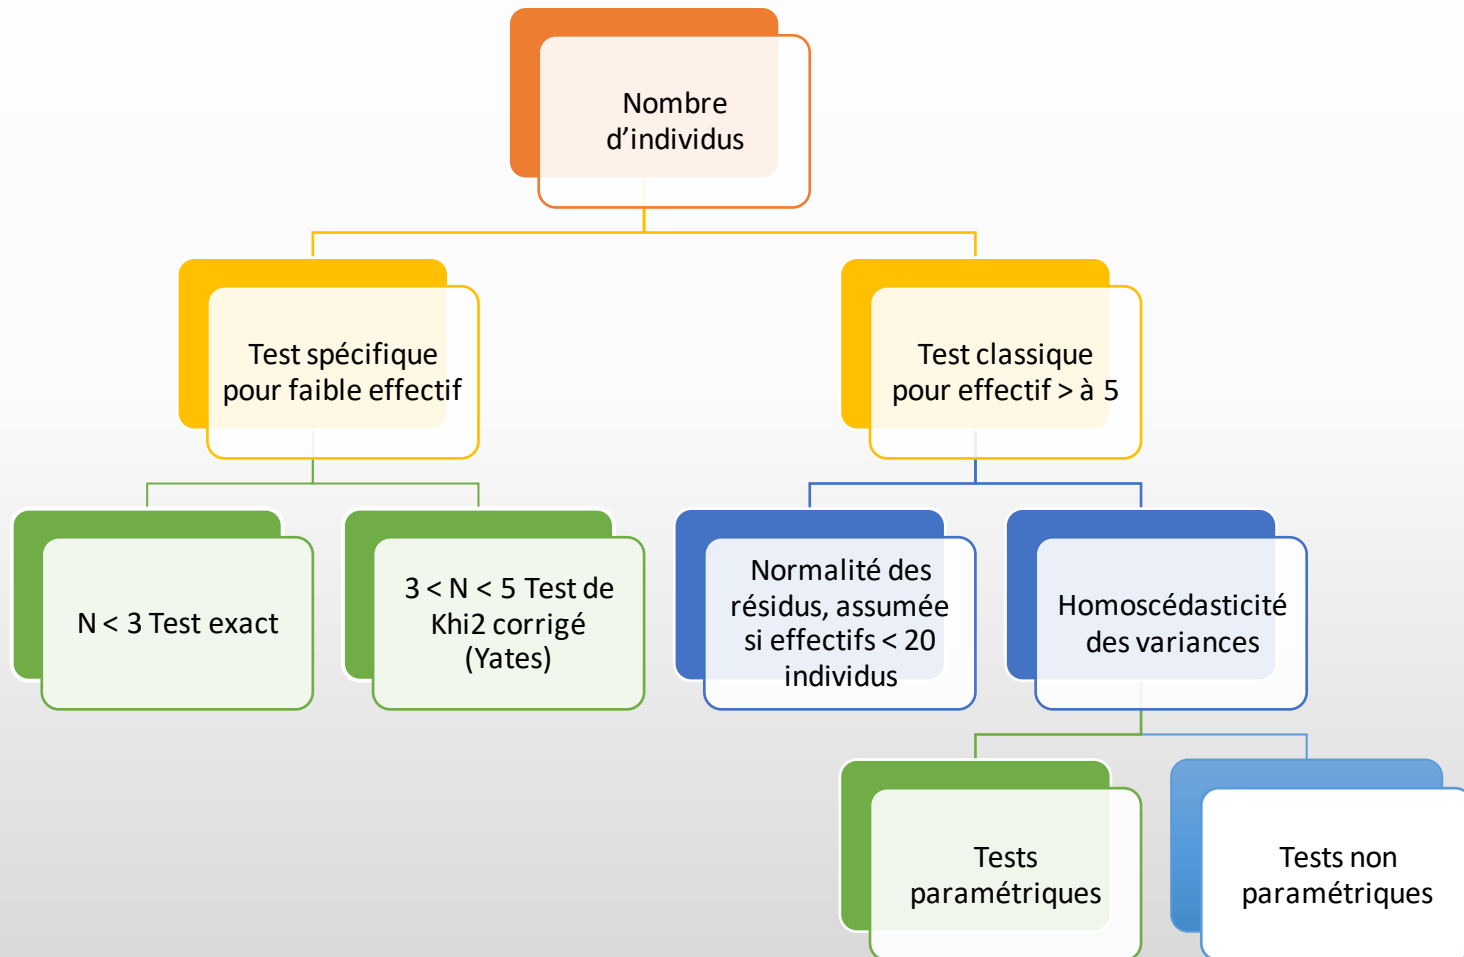 Nombre
d’individus
Test spécifique
pour faible effectif
Test classique
pour effectif > à 5
N < 3 Test exact
3 < N < 5 Test de
Khi2 corrigé
(Yates)
Normalité des
résidus, assumée
si effectifs < 20
individus
Homoscédasticité
des variances
Tests
paramétriques
Tests non
paramétriques